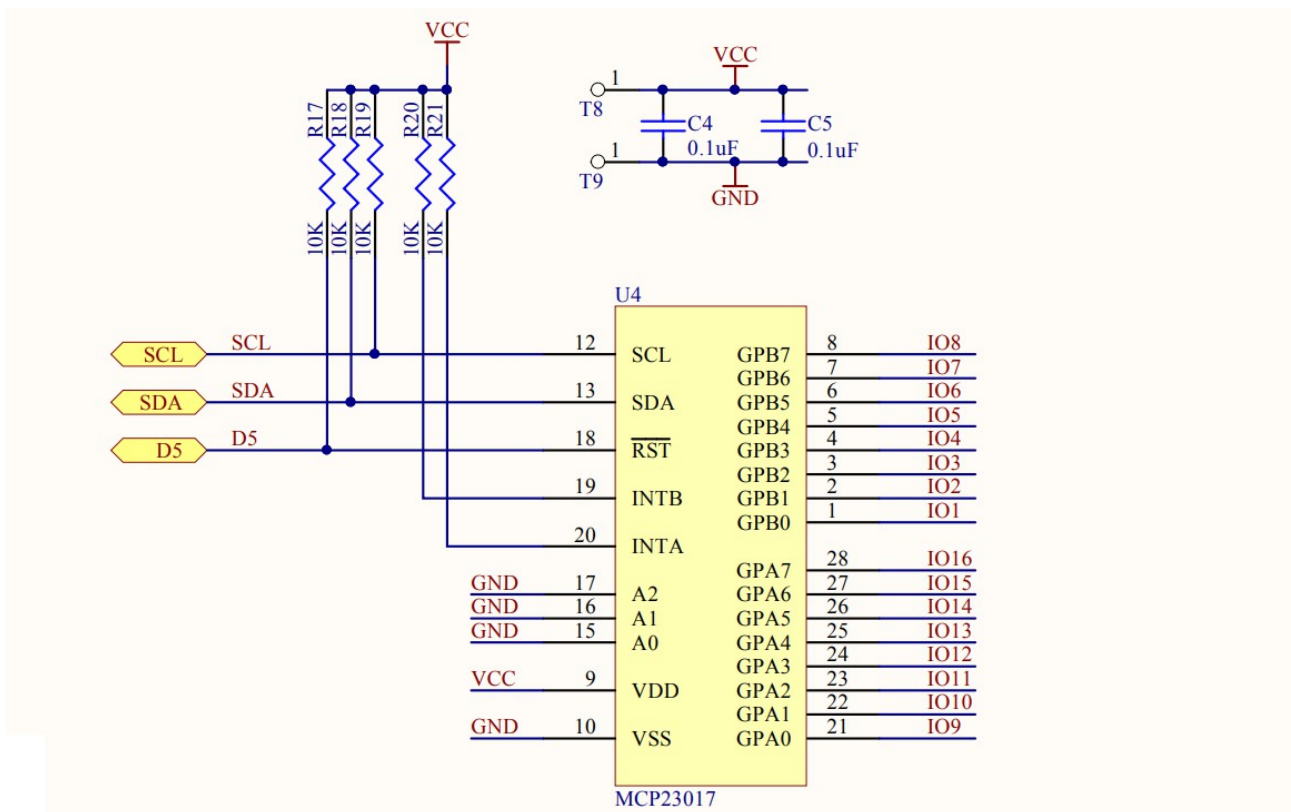 VCC
R17
R18
R19
R20
R21
10K
10K
10K
10K
10K
VCC
T8
1
C4
0.1uF
C5
0.1uF
T9
1
GND
U4
SCL
SCL
12
SCL
SDA
SDA
13
SDA
D5
D5
18
RST
19
INTB
20
INTA
GND
17
A2
GND
16
A1
GND
15
A0
VCC
9
VDD
GND
10
VSS
GPB7
8
IO8
GPB6
7
IO7
GPB5
6
IO6
GPB4
5
IO5
GPB3
4
IO4
GPB2
3
IO3
GPB1
2
IO2
GPB0
1
IO1
GPA7
28
IO16
GPA6
27
IO15
GPA5
26
IO14
GPA4
25
IO13
GPA3
24
IO12
GPA2
23
IO11
GPA1
22
IO10
GPA0
21
IO9
MCP23017